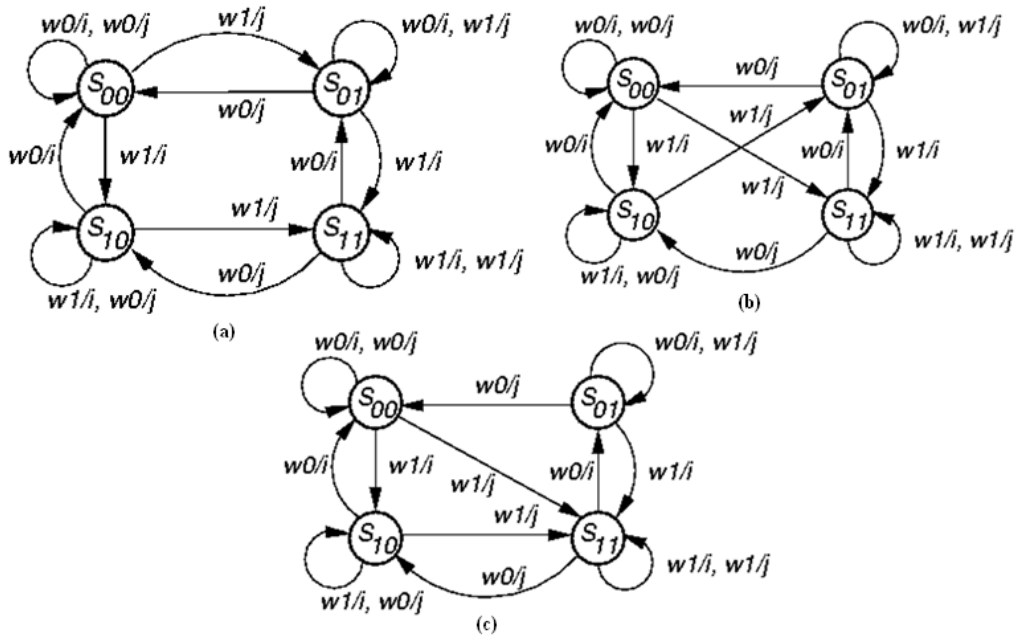 w0/i, w0/j
w1/j
w0/i, w1/j
S00
S01
w0/j
w0/i
w1/i
w0/i
w1/i
S10
w1/j
S11
w0/j
w1/i, w0/j
w1/i, w1/j
(a)
w0/i, w0/j
w0/i, w1/j
S00
w0/j
S01
w1/j
w0/i
w1/i
w0/i
w1/i
w1/j
S10
S11
w0/j
w1/i, w0/j
w1/i, w1/j
(b)
w0/i, w0/j
w0/i, w1/j
S00
w0/j
S01
w0/i
w1/i
w1/j
w0/i
w1/i
w1/j
S10
S11
w0/j
w1/i, w0/j
w1/i, w1/j
(c)